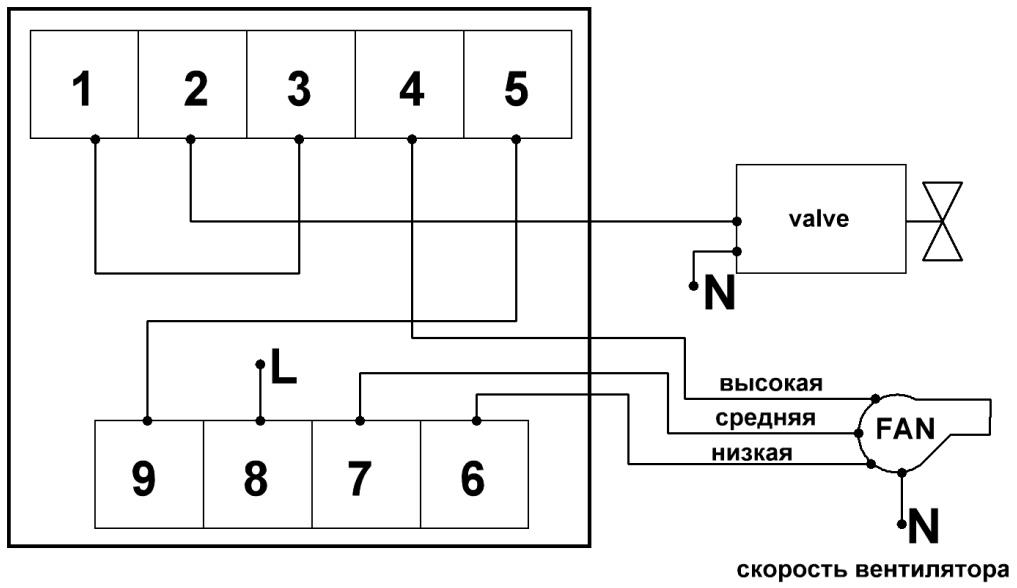 1 2 3 4 5
valve
N
L
высокая
средняя
FAN
низкая
9 8 7 6
N
скорость вентилятора